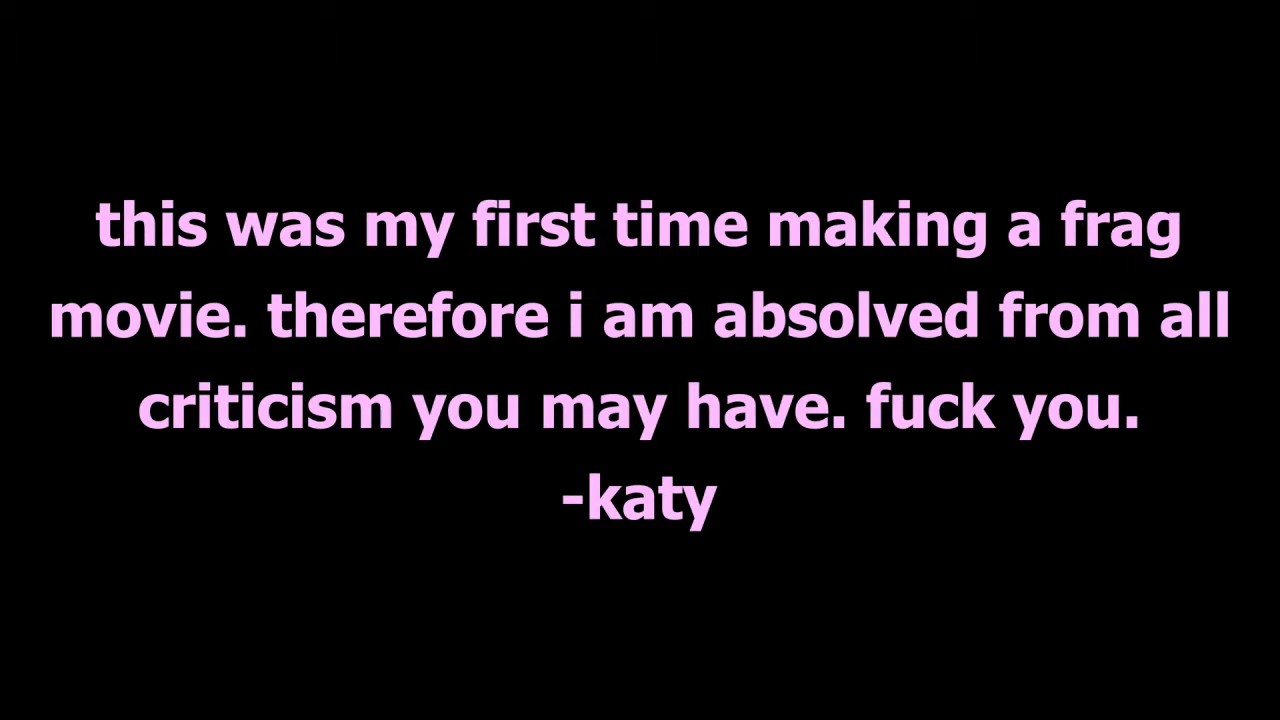 this was my first time making a frag
movie. therefore i am absolved from all
criticism you may have. fuck you.
-katy